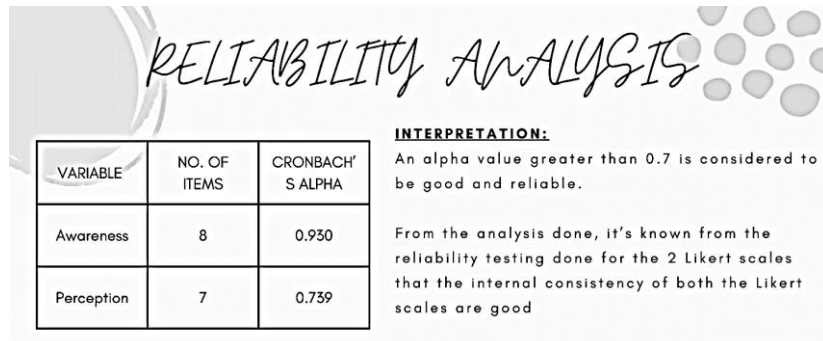 RELIABILITY ANALYSIS
VARIABLE
NO. OF
ITEMS
CRONBACH'
S ALPHA
Awareness
8
0.930
Perception
7
0.739
INTERPRETATION:
An alpha value greater than 0.7 is considered to
be good and reliable.
From the analysis done, it's known from the
reliability testing done for the 2 Likert scales
that the internal consistency of both the Likert
scales are good